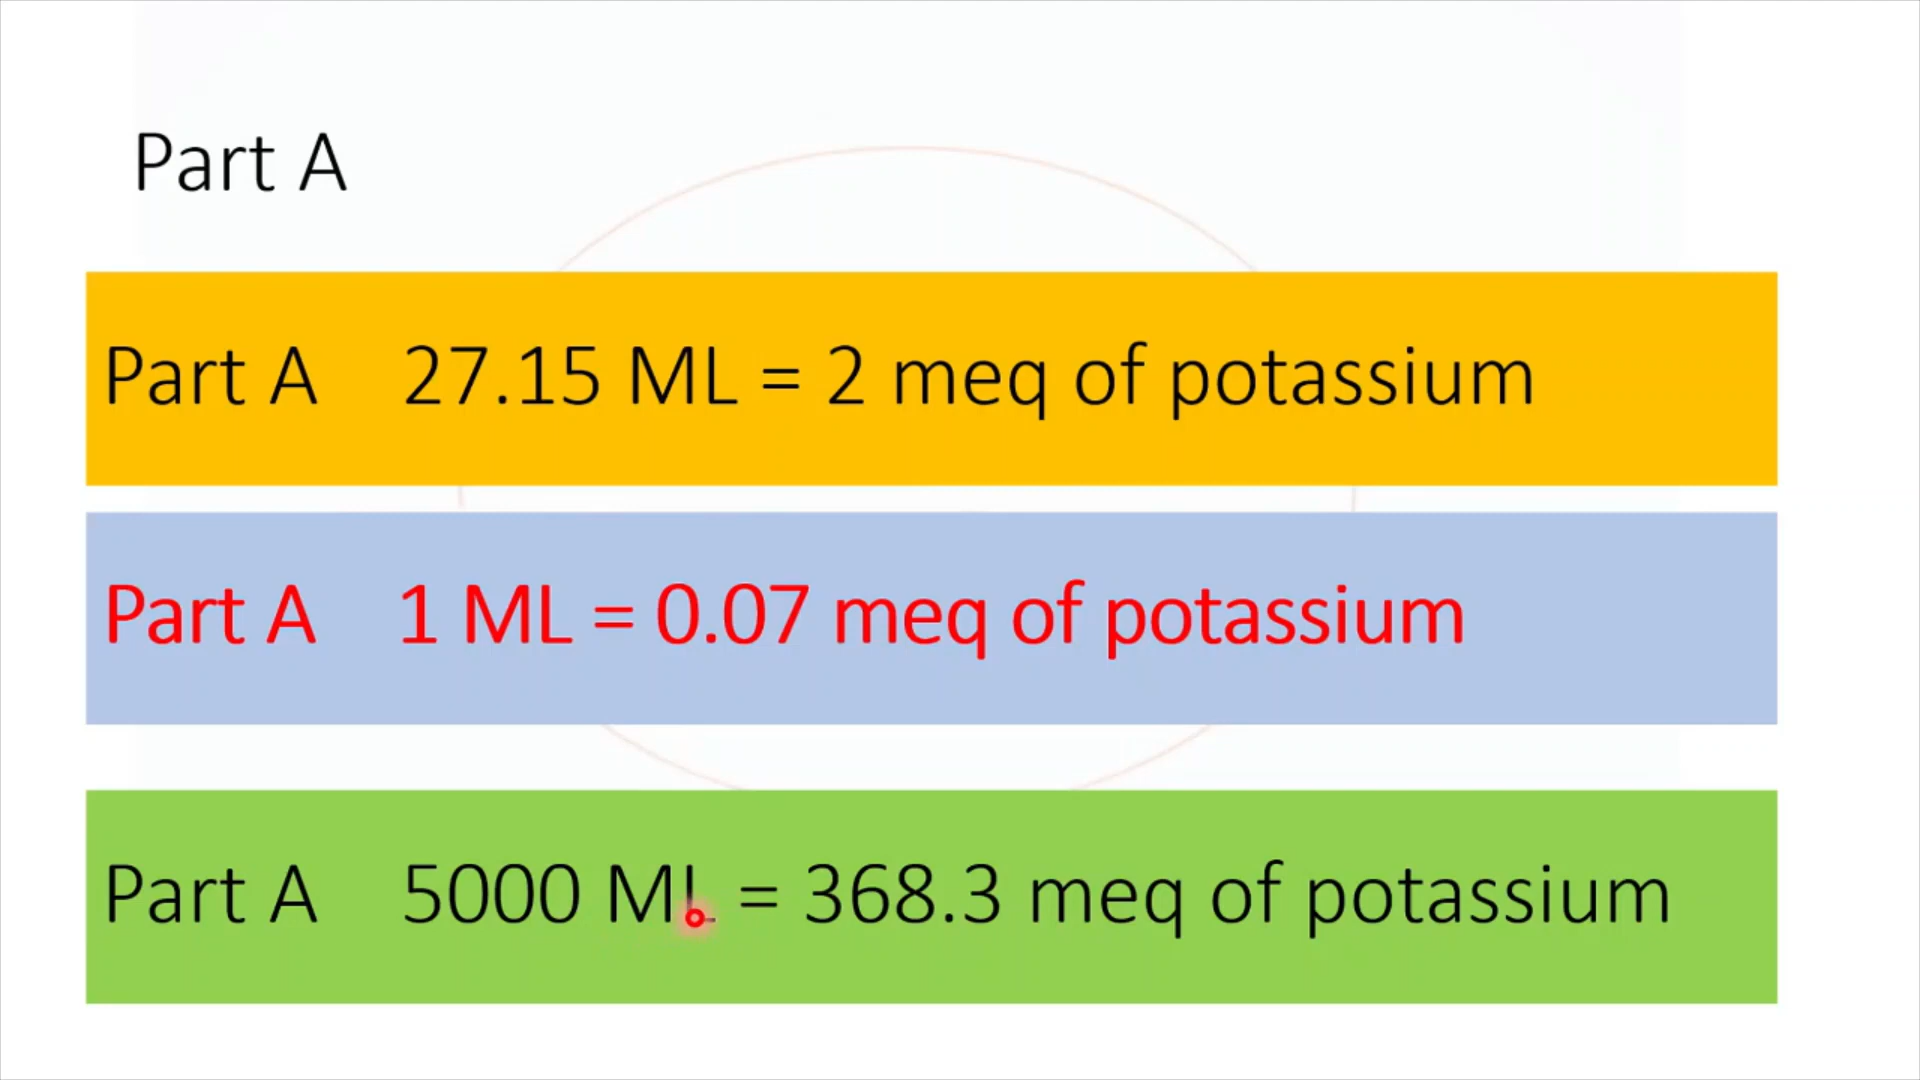 Part A
Part A 27.15 ML = 2 meq of potassium
Part A 1 ML = 0.07 meq of potassium
Part A 5000 ML = 368.3 meq of potassium